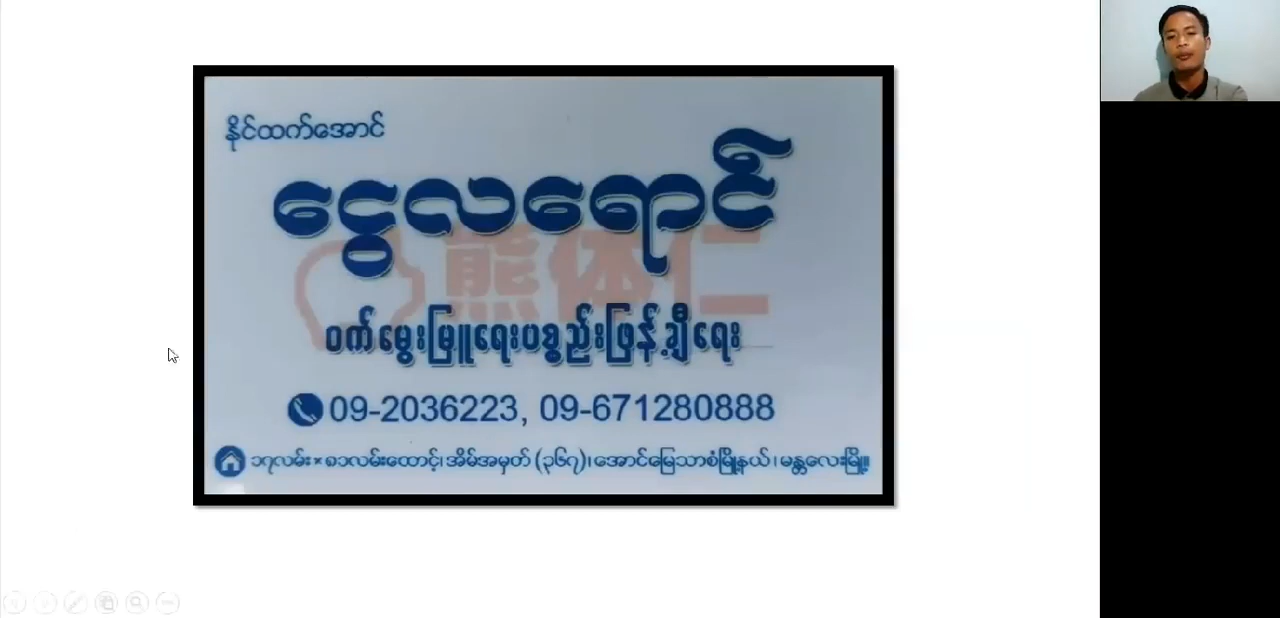 နိုင်ထက်အောင်
ငွေလရောင်
熊体仁
ဝက်မွေးမြူရေးပစ္စည်းဖြန့်ချီရေး
09-2036223, 09-671280888
၁၇လမ်း×၈၁လမ်းထောင့်၊ အိမ်အမှတ် (၃၆၇)၊ အောင်မြေသာစံမြို့နယ်၊ မန္တလေးမြို့။